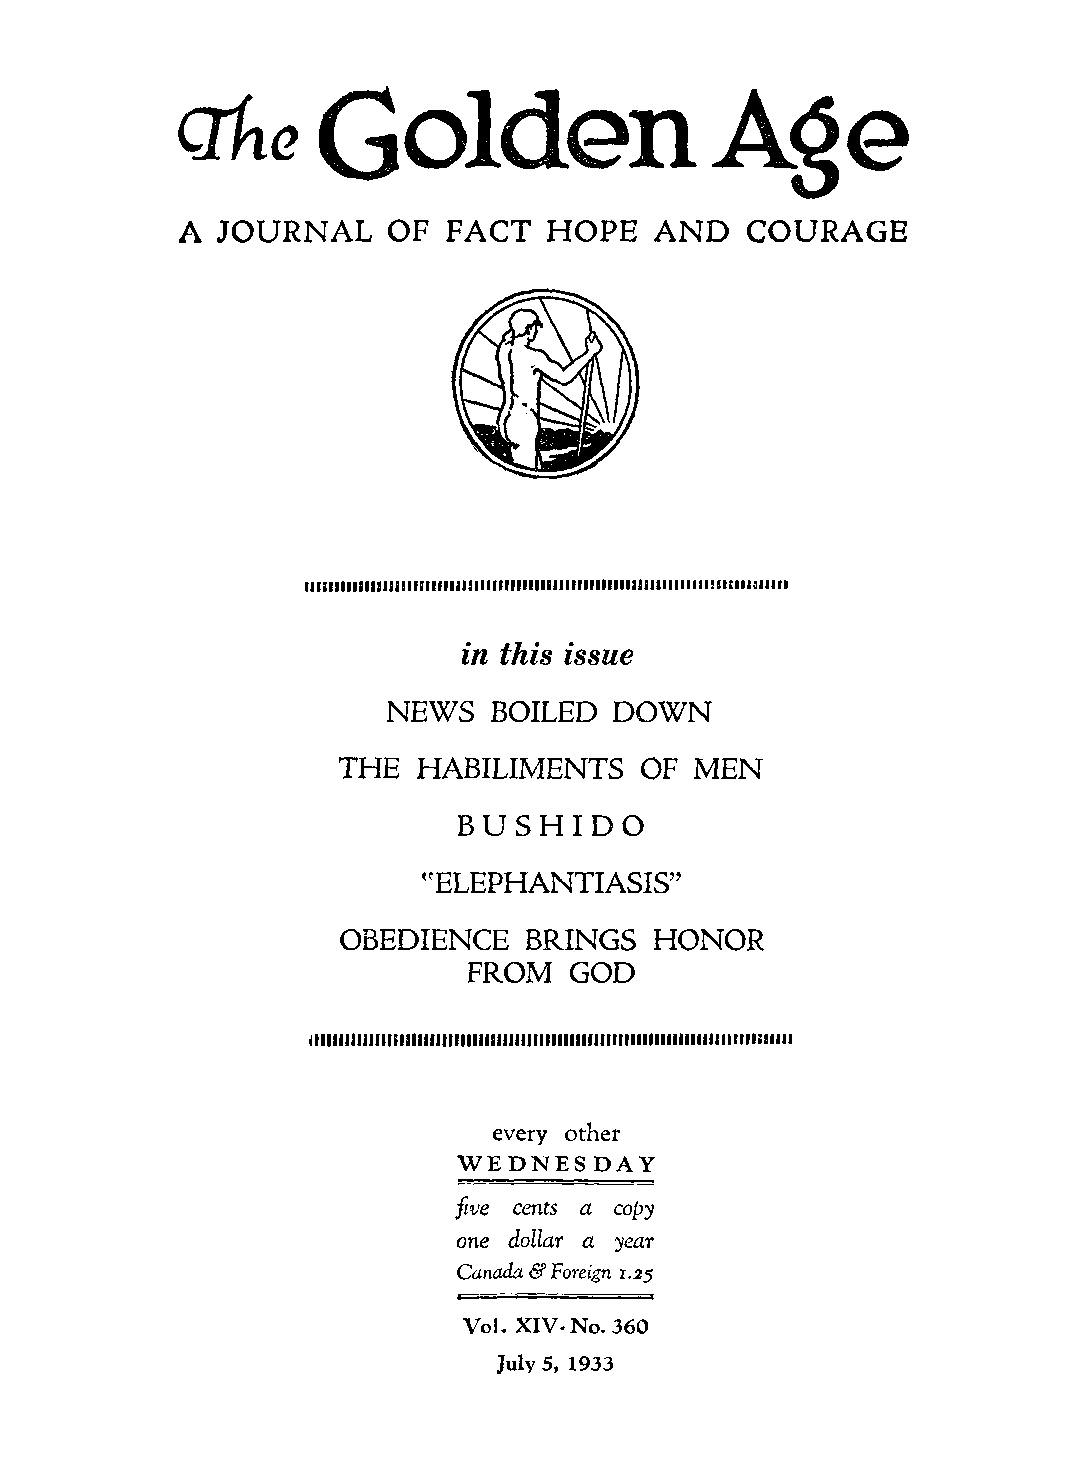 The Golden Age
A JOURNAL OF FACT HOPE AND COURAGE
in this issue
NEWS BOILED DOWN
THE HABILIMENTS OF MEN
BUSHIDO
"ELEPHANTIASIS"
OBEDIENCE BRINGS HONOR
FROM GOD
every other
WEDNESDAY
five cents a copy
one dollar a year
Canada & Foreign 1.25
Vol. XIV - No. 360
July 5, 1933